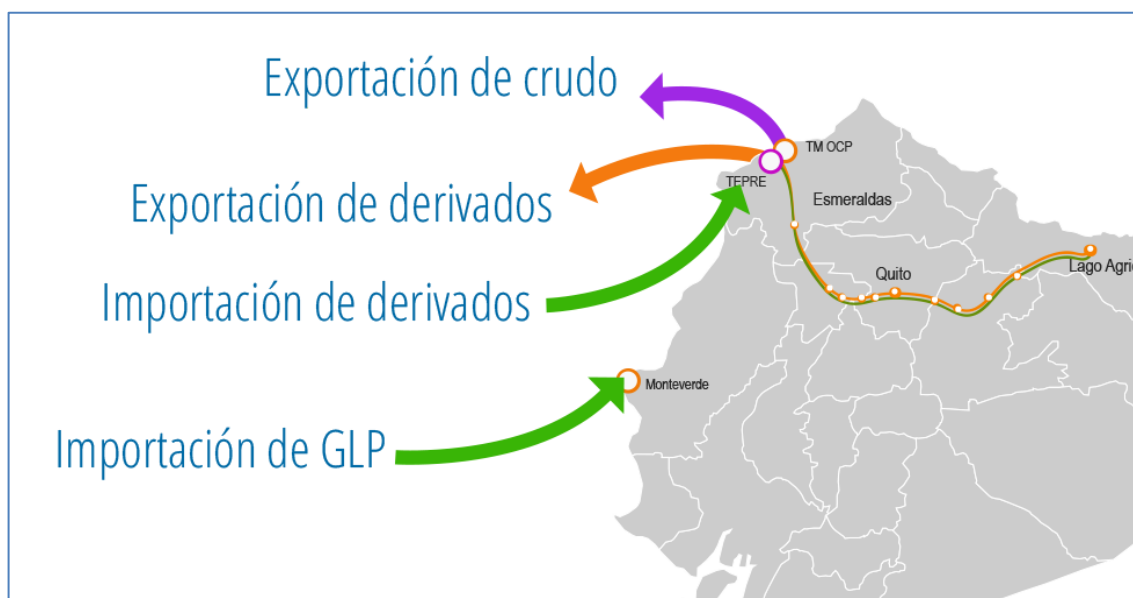 Exportación de crudo
TM OCP
TEPRE
Exportación de derivados
Esmeraldas
Quito
Lago Agric
Importación de derivados
Monteverde
Importación de GLP